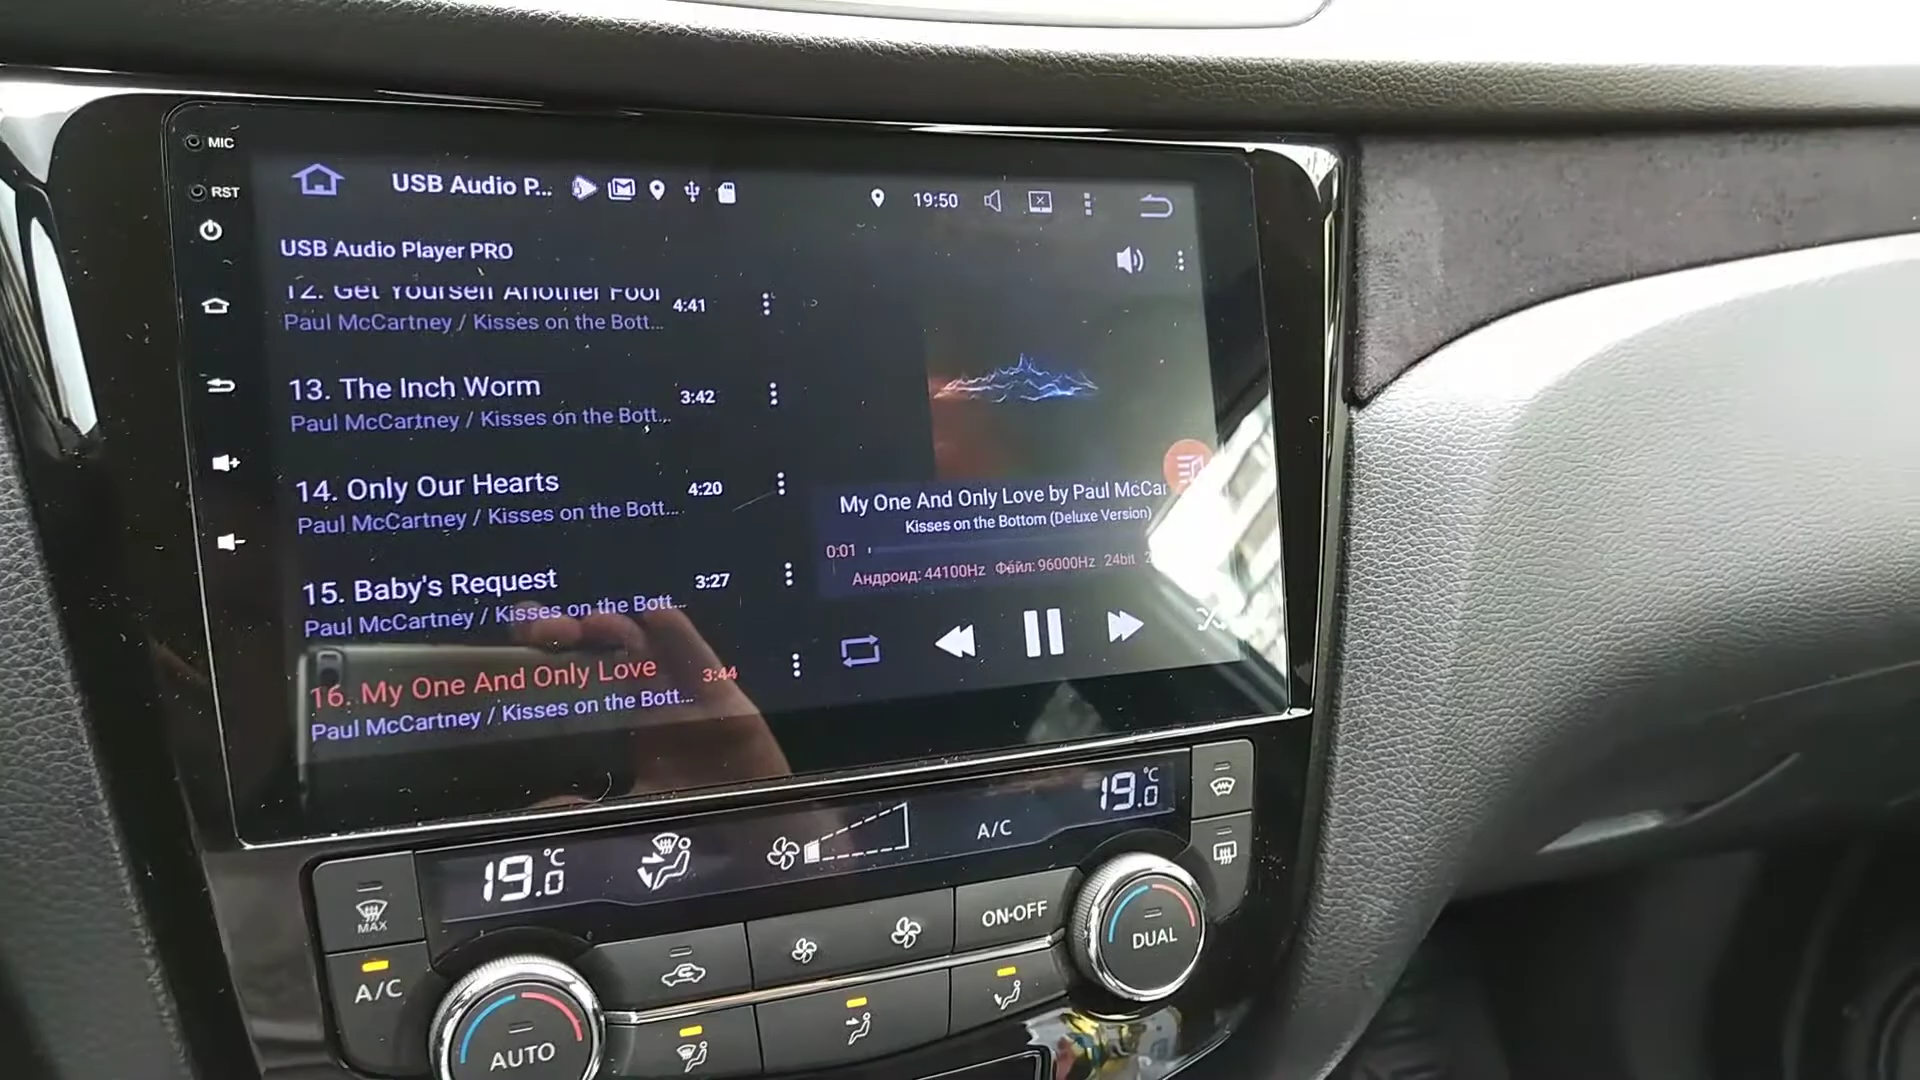 MIC
RST
USB Audio P...
19:50
USB Audio Player PRO
12. Get Yourself Another Fool
4:41
Paul McCartney / Kisses on the Bott...
13. The Inch Worm
3:42
Paul McCartney / Kisses on the Bott...
14. Only Our Hearts
4:20
Paul McCartney / Kisses on the Bott...
15. Baby's Request
3:27
Paul McCartney / Kisses on the Bott...
16. My One And Only Love
3:44
Paul McCartney / Kisses on the Bott...
My One And Only Love by Paul McCar
Kisses on the Bottom (Deluxe Version)
0:01
Андроид: 44100Hz Файл: 96000Hz 24bit 2
19.0 °C
A/C
19.0 °C
MAX
A/C
AUTO
ON·OFF
DUAL